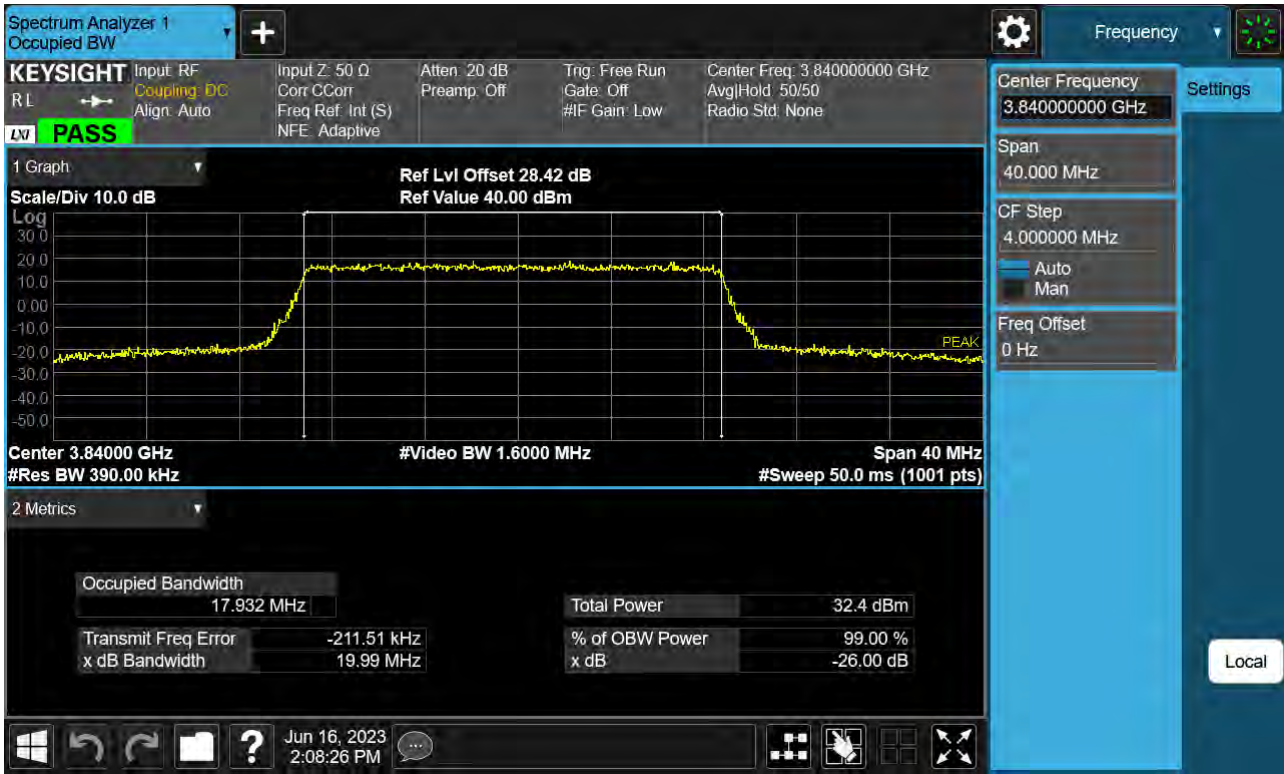 Spectrum Analyzer 1
Occupied BW
+
Frequency
KEYSIGHT
R L
LXI
PASS
Input: RF
Coupling: DC
Align: Auto
Input Z: 50 Ω
Corr CCorr
Freq Ref: Int (S)
NFE: Adaptive
Atten: 20 dB
Preamp: Off
Trig: Free Run
Gate: Off
#IF Gain: Low
Center Freq: 3.840000000 GHz
Avg|Hold: 50/50
Radio Std: None
Center Frequency
3.840000000 GHz
Settings
Span
40.000 MHz
CF Step
4.000000 MHz
Auto
Man
Freq Offset
0 Hz
1 Graph
Ref Lvl Offset 28.42 dB
Scale/Div 10.0 dB
Ref Value 40.00 dBm
Log
30.0
20.0
10.0
0.00
-10.0
-20.0
-30.0
-40.0
-50.0
PEAK
Center 3.84000 GHz
#Video BW 1.6000 MHz
Span 40 MHz
#Res BW 390.00 kHz
#Sweep 50.0 ms (1001 pts)
2 Metrics
Occupied Bandwidth
17.932 MHz
Total Power 32.4 dBm
Transmit Freq Error -211.51 kHz
% of OBW Power 99.00 %
x dB Bandwidth 19.99 MHz
x dB -26.00 dB
Local
?
Jun 16, 2023
2:08:26 PM